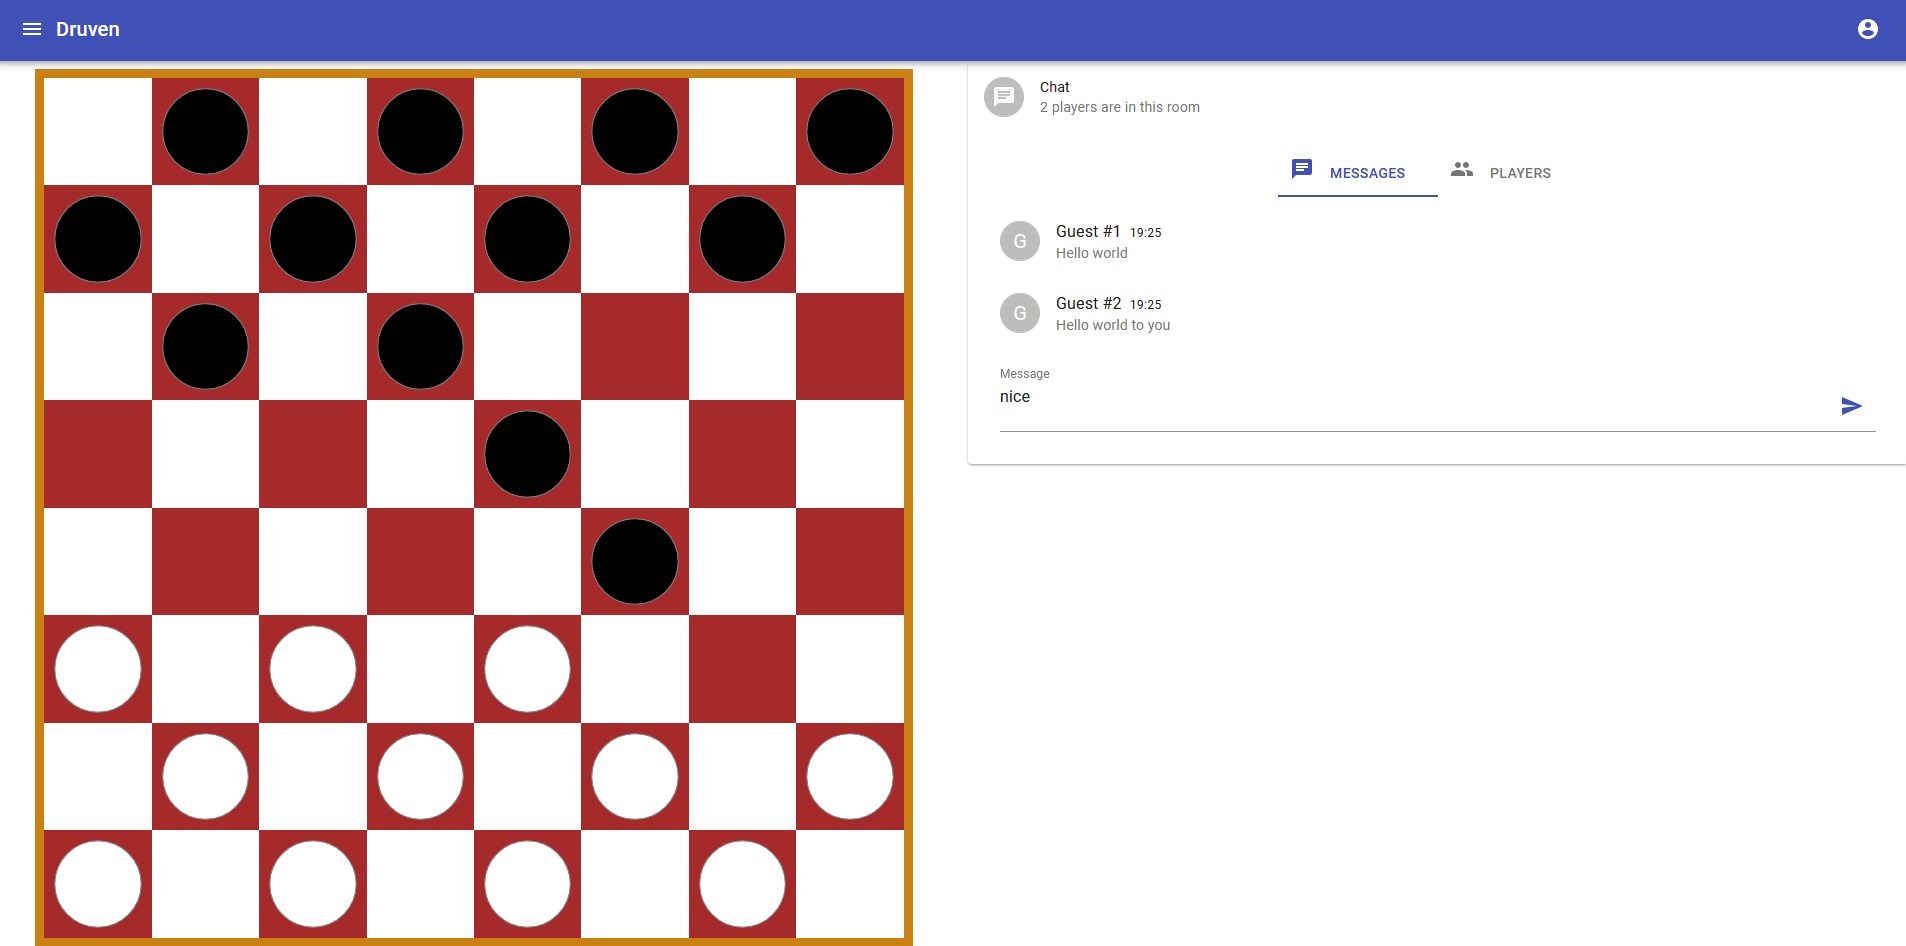 Druven
Chat
2 players are in this room
MESSAGES
PLAYERS
G
Guest #1 19:25
Hello world
G
Guest #2 19:25
Hello world to you
Message
nice